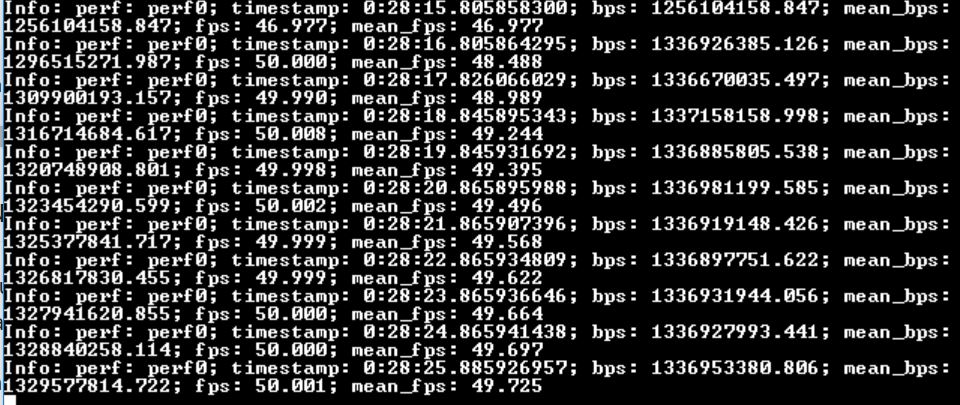 Info: perf: perf0; timestamp: 0:28:15.805858300; bps: 1256104158.847; mean_bps:
1256104158.847; fps: 46.977; mean_fps: 46.977
Info: perf: perf0; timestamp: 0:28:16.805864295; bps: 1336926385.126; mean_bps:
1296515271.987; fps: 50.000; mean_fps: 48.488
Info: perf: perf0; timestamp: 0:28:17.826066029; bps: 1336670035.497; mean_bps:
1309900193.157; fps: 49.990; mean_fps: 48.989
Info: perf: perf0; timestamp: 0:28:18.845895343; bps: 1337158158.998; mean_bps:
1316714684.617; fps: 50.008; mean_fps: 49.244
Info: perf: perf0; timestamp: 0:28:19.845931692; bps: 1336885805.538; mean_bps:
1320748908.801; fps: 49.998; mean_fps: 49.395
Info: perf: perf0; timestamp: 0:28:20.865895988; bps: 1336981199.585; mean_bps:
1323454290.599; fps: 50.002; mean_fps: 49.496
Info: perf: perf0; timestamp: 0:28:21.865907396; bps: 1336919148.426; mean_bps:
1325377841.717; fps: 49.999; mean_fps: 49.568
Info: perf: perf0; timestamp: 0:28:22.865934809; bps: 1336897751.622; mean_bps:
1326817830.455; fps: 49.999; mean_fps: 49.622
Info: perf: perf0; timestamp: 0:28:23.865936646; bps: 1336931944.056; mean_bps:
1327941620.855; fps: 50.000; mean_fps: 49.664
Info: perf: perf0; timestamp: 0:28:24.865941438; bps: 1336927993.441; mean_bps:
1328840258.114; fps: 50.000; mean_fps: 49.697
Info: perf: perf0; timestamp: 0:28:25.885926957; bps: 1336953380.806; mean_bps:
1329577814.722; fps: 50.001; mean_fps: 49.725